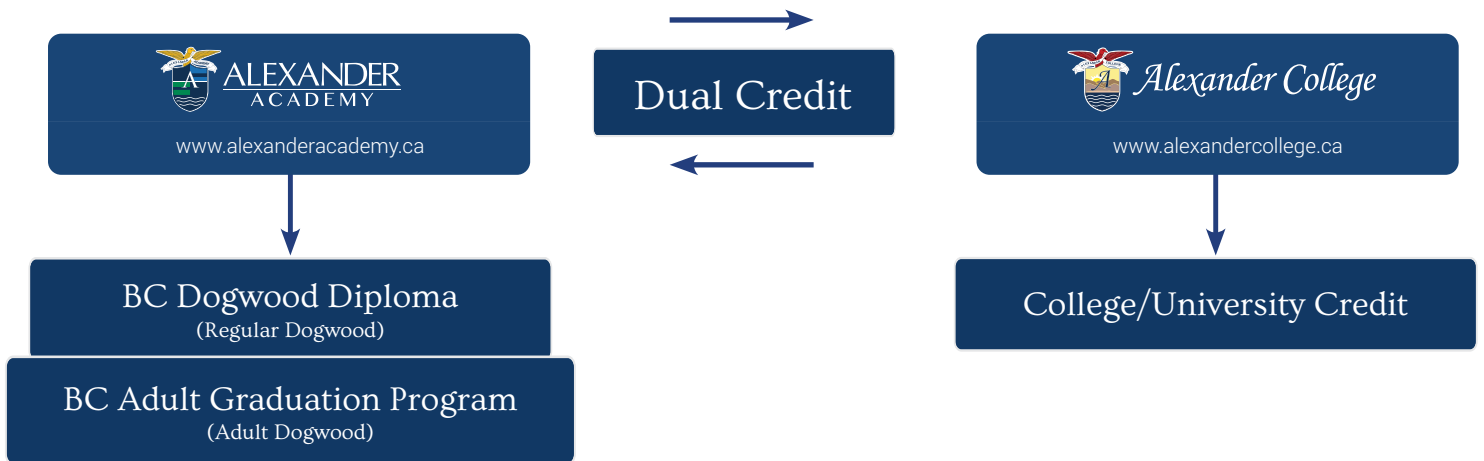 ALEXANDER
ACADEMY
www.alexanderacademy.ca
Dual Credit
Alexander College
www.alexandercollege.ca
BC Dogwood Diploma
(Regular Dogwood)
BC Adult Graduation Program
(Adult Dogwood)
College/University Credit